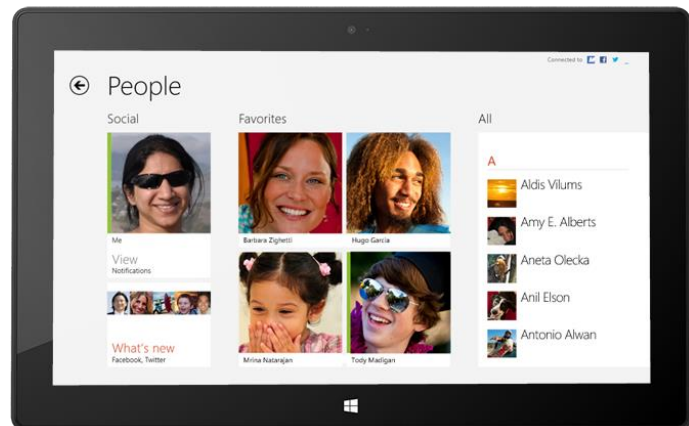 Connected to
People
Social
Favorites
All
Me
View
Notifications
What's new
Facebook, Twitter
Barbara Zighetti
Hugo Garcia
Mrina Natarajan
Tody Madigan
A
Aldis Vilums
Amy E. Alberts
Aneta Olecka
Anil Elson
Antonio Alwan